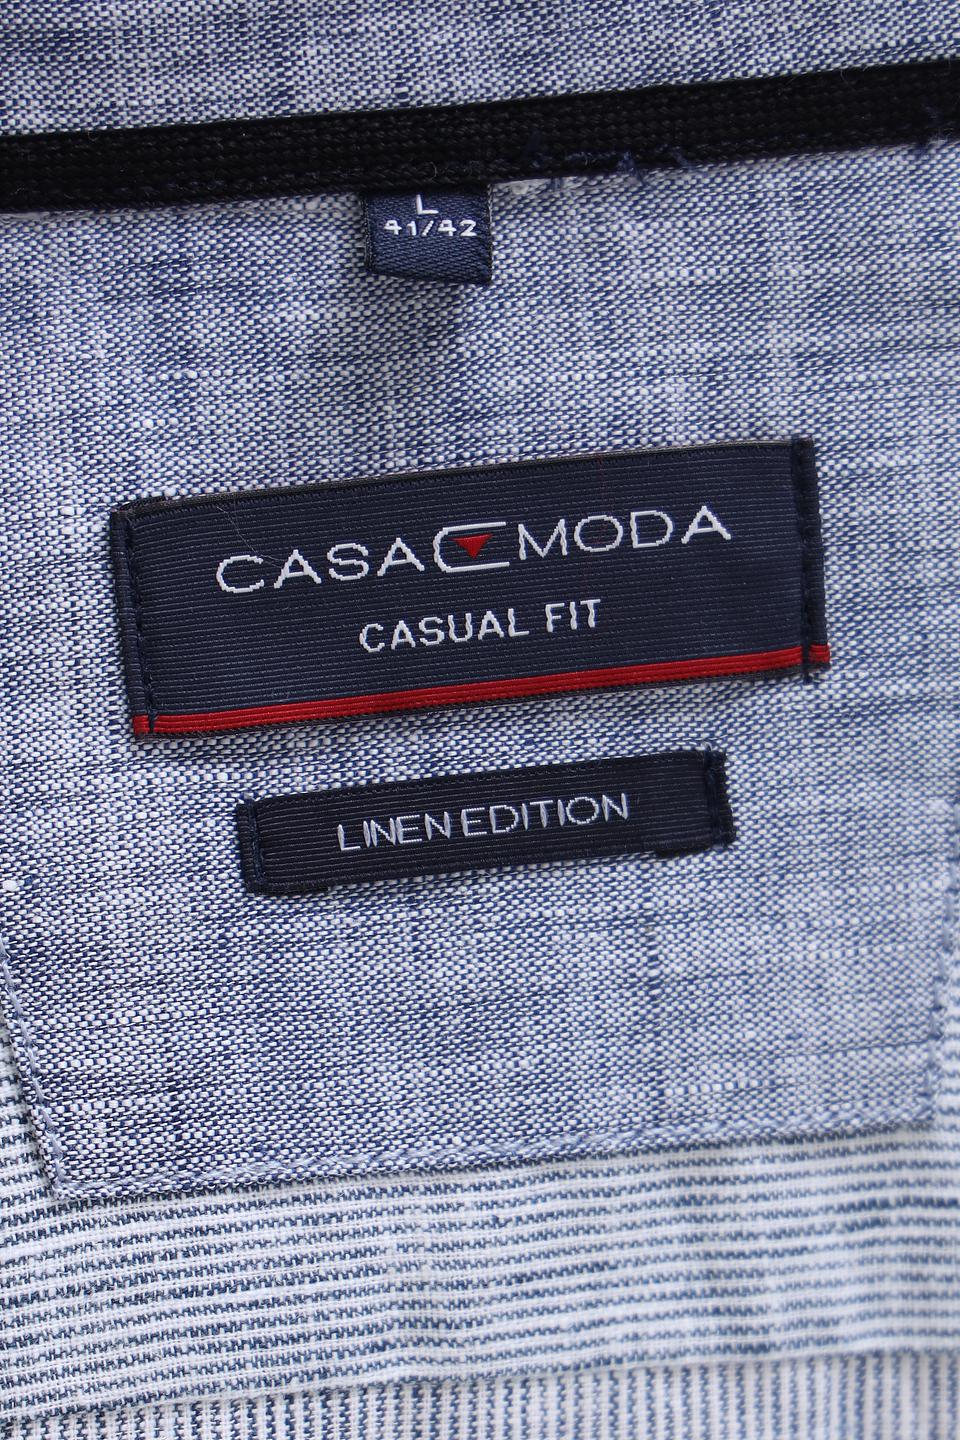 L
41/42
CASA MODA
CASUAL FIT
LINEN EDITION